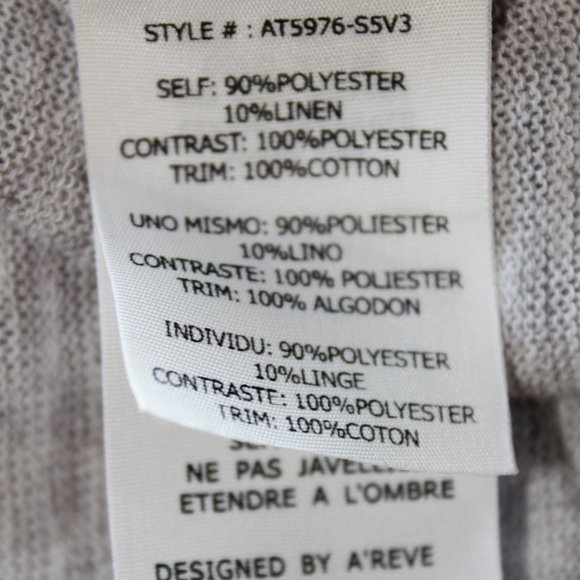 STYLE # : AT5976-S5V3
SELF: 90%POLYESTER
10%LINEN
CONTRAST: 100%POLYESTER
TRIM: 100%COTTON
UNO MISMO: 90%POLIESTER
10%LINO
CONTRASTE: 100% POLIESTER
TRIM: 100% ALGODON
INDIVIDU: 90%POLYESTER
10%LINGE
CONTRASTE: 100%POLYESTER
TRIM: 100%COTON
NE PAS
ETENDRE A L'OMBRE
DESIGNED BY A'REVE